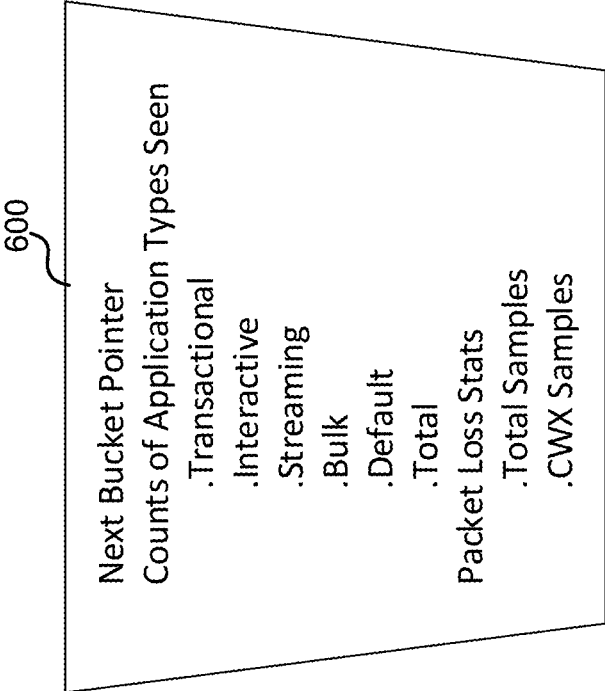 600
Next Bucket Pointer
Counts of Application Types Seen
.Transactional
.Interactive
.Streaming
.Bulk
.Default
.Total
Packet Loss Stats
.Total Samples
.CWX Samples